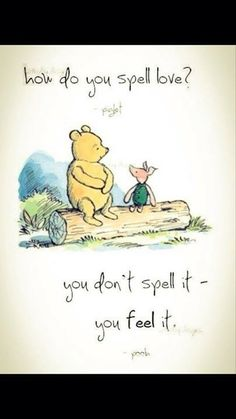 how do you spell love?
- piglet
you don't spell it -
you feel it.
- pooh